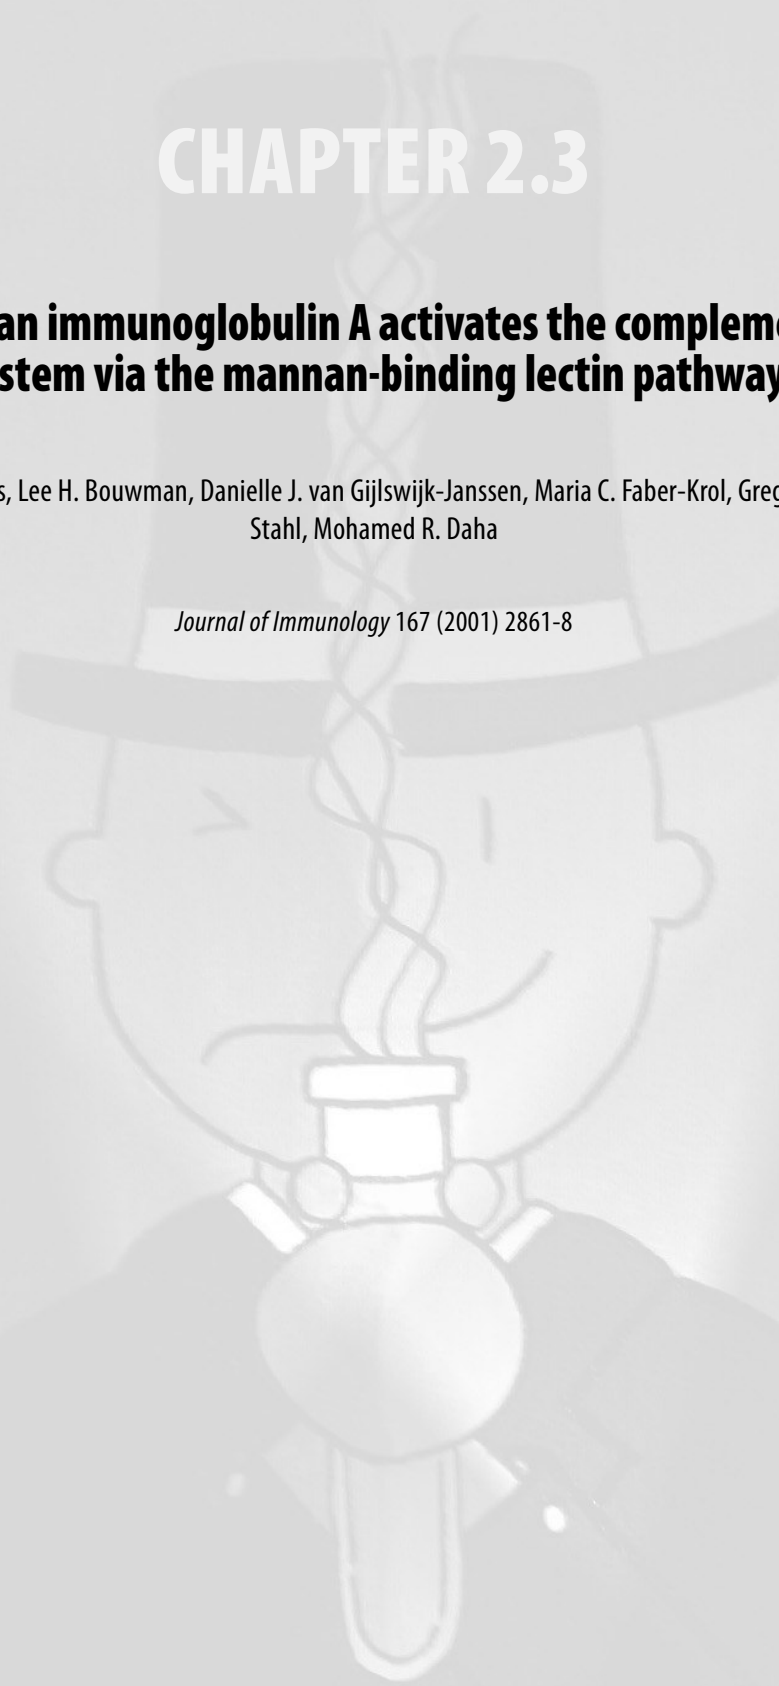 CHAPTER 2.3
an immunoglobulin A activates the compleme
stem via the mannan-binding lectin pathway
s, Lee H. Bouwman, Danielle J. van Gijlswijk-Janssen, Maria C. Faber-Krol, Greg
Stahl, Mohamed R. Daha
Journal of Immunology 167 (2001) 2861-8